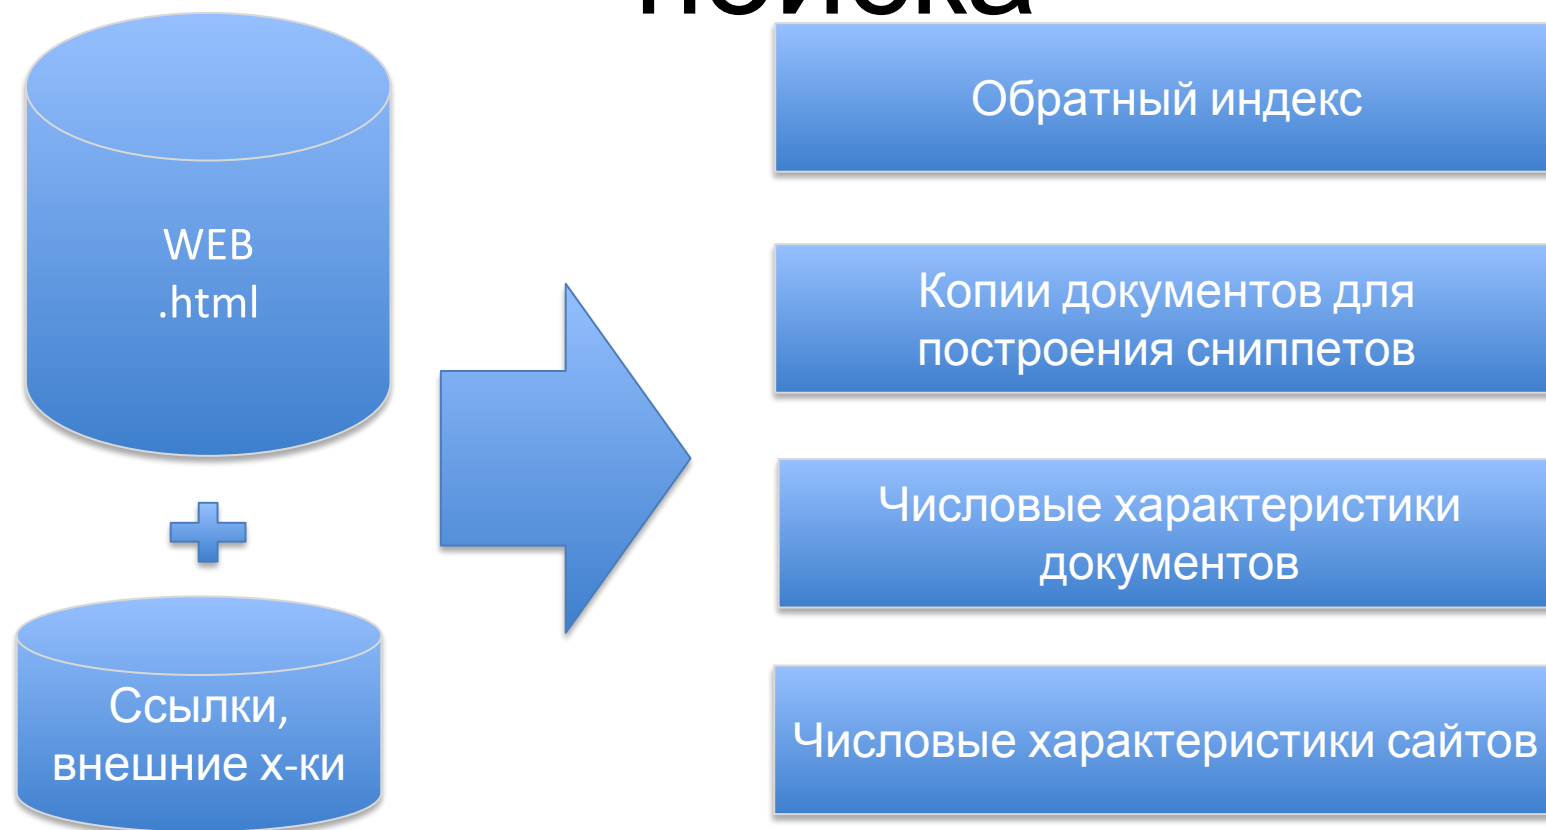 поиска
WEB
.html
Ссылки,
внешние х-ки
Обратный индекс
Копии документов для
построения сниппетов
Числовые характеристики
документов
Числовые характеристики сайтов